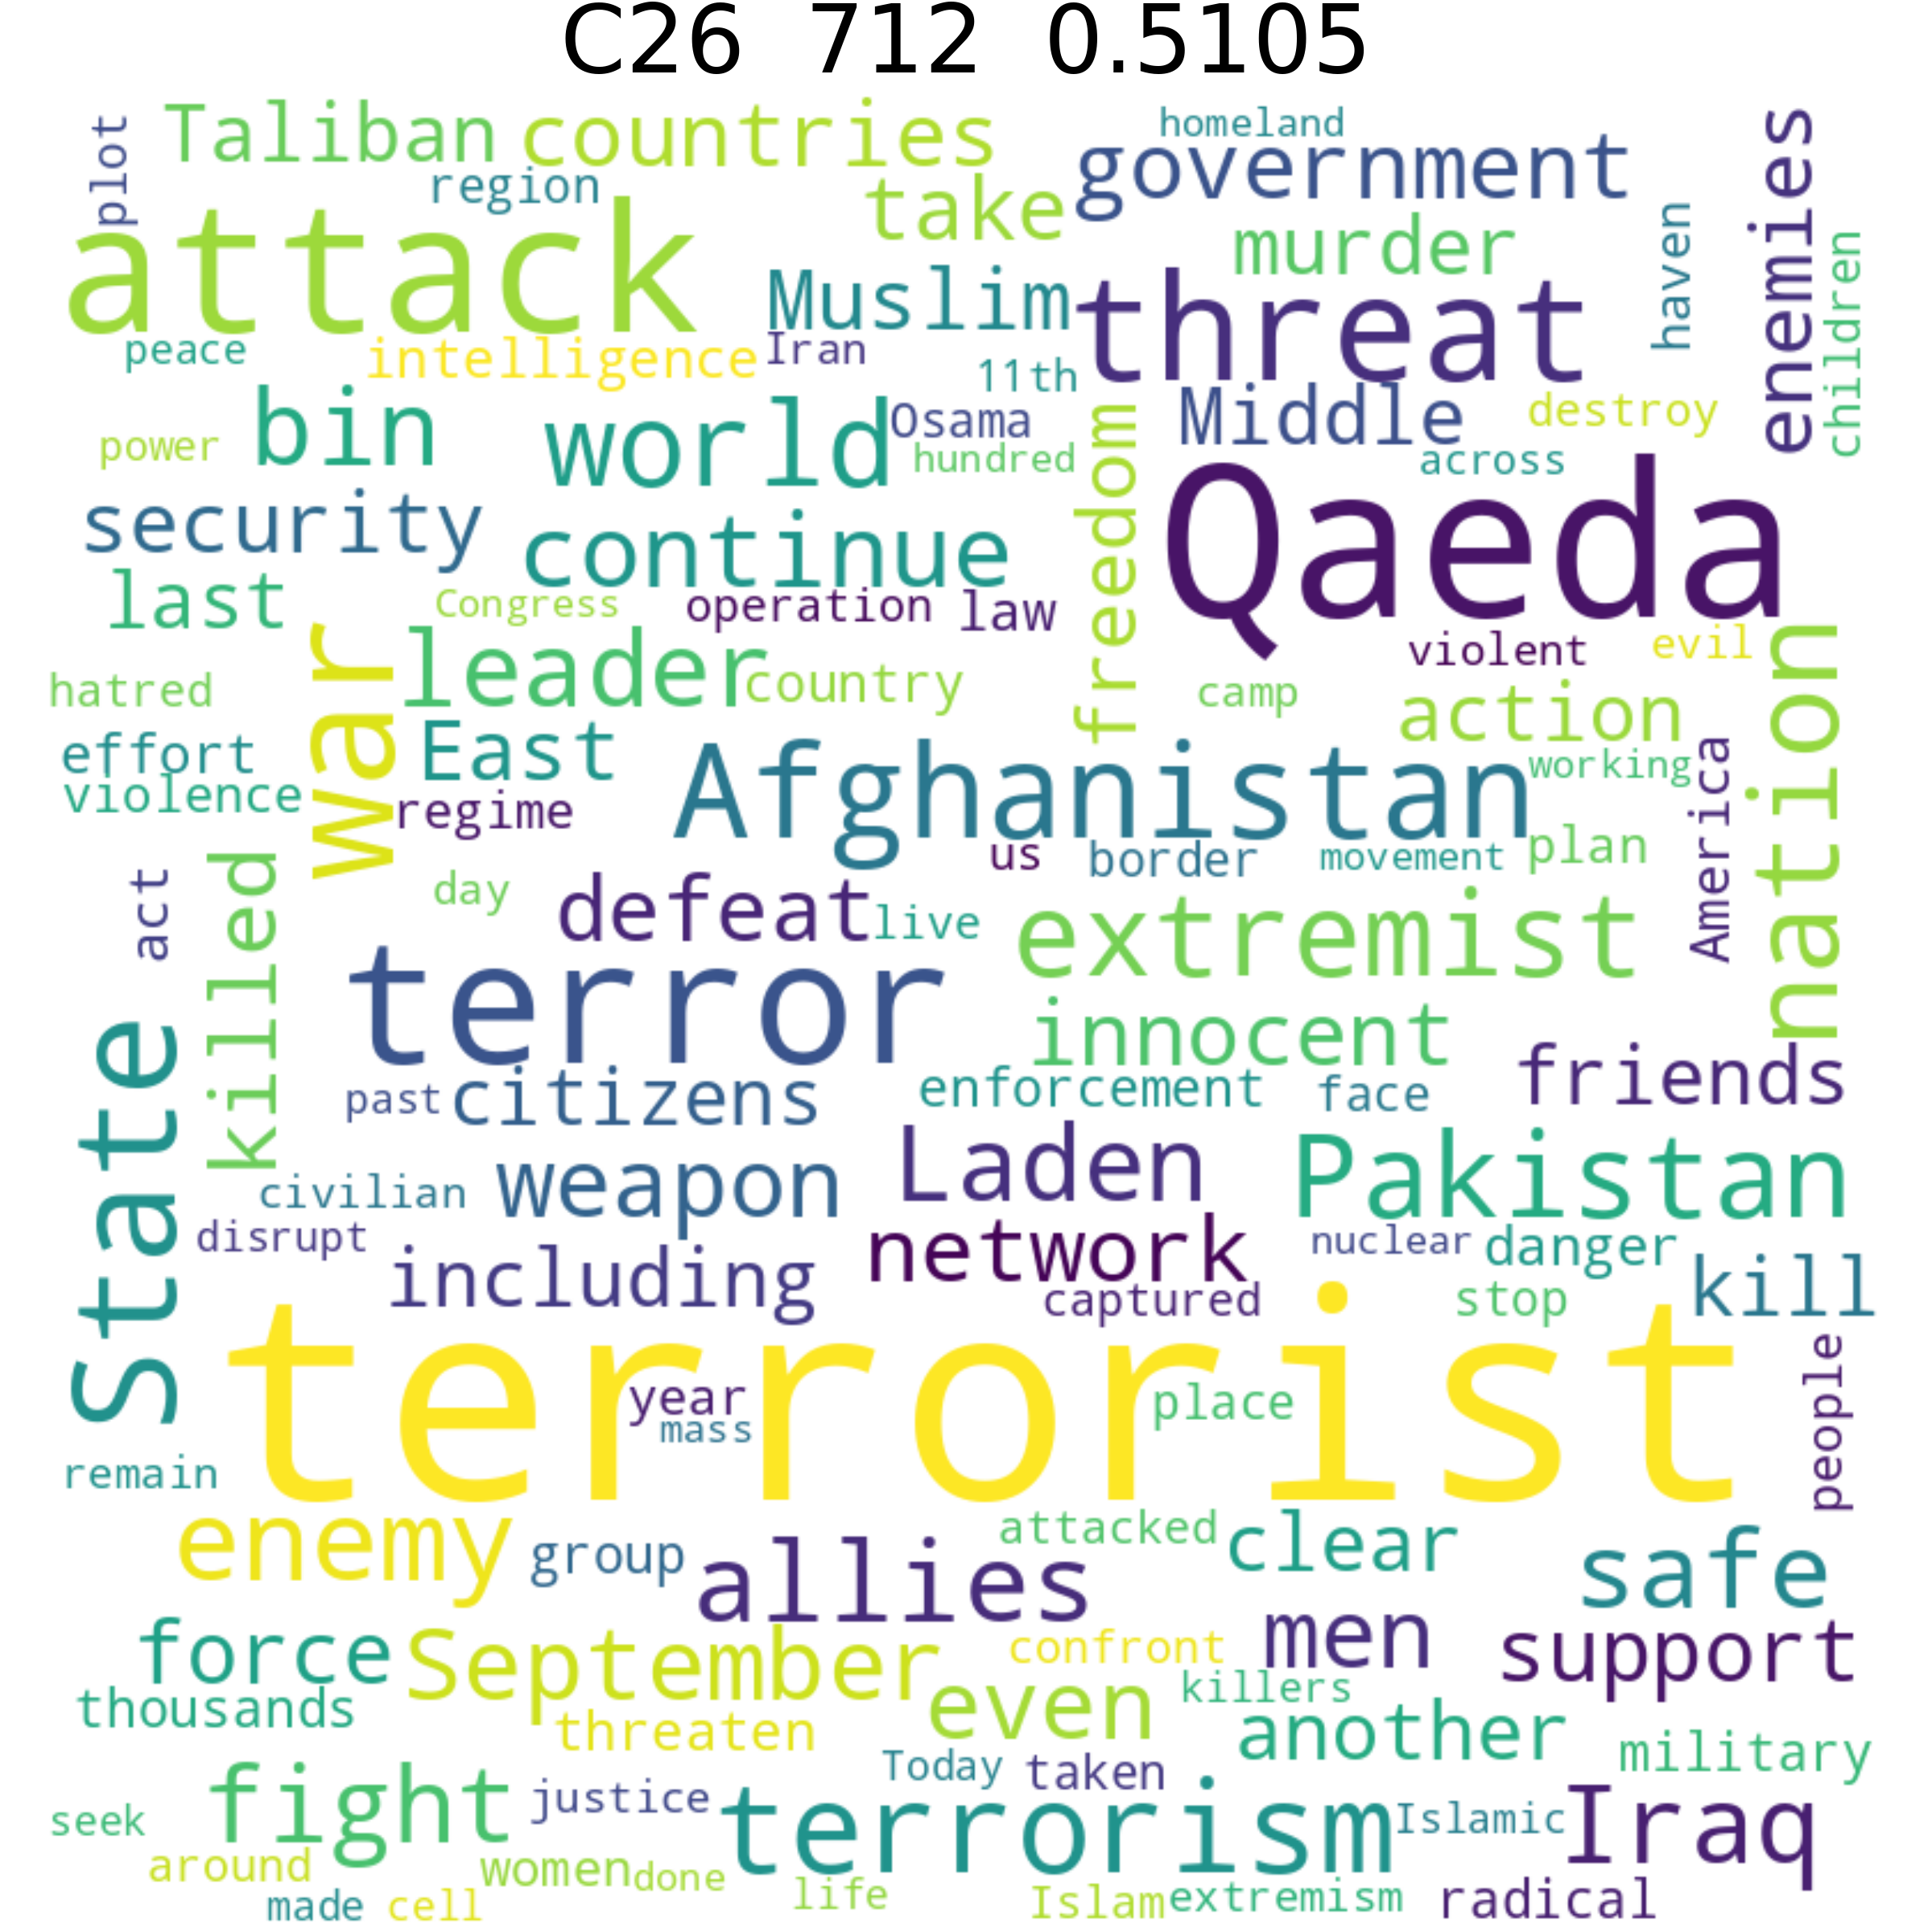 C26 712 0.5105
plot
Taliban
countries
homeland
region
take
government
enemies
attack
murder
haven
children
Muslim
threat
peace
intelligence
Iran
11th
bin
world
Osama
Middle
destroy
power
hundred
freedom
across
security
continue
Qaeda
last
Congress
operation
law
violent
evil
nation
war
leader
country
hatred
camp
action
effort
East
Afghanistan
working
America
violence
regime
us
border
movement
plan
act
killed
day
defeat
live
extremist
terror
innocent
State
past
citizens
enforcement
face
friends
civilian
weapon
Laden
Pakistan
disrupt
including
network
nuclear
danger
captured
stop
kill
terrorist
year
mass
place
people
remain
enemy
group
allies
attacked
clear
safe
force
September
confront
men
support
thousands
threaten
even
killers
another
military
Today
taken
seek
fight
justice
terrorism
Islamic
Iraq
around
women
done
made
cell
life
Islam
extremism
radical